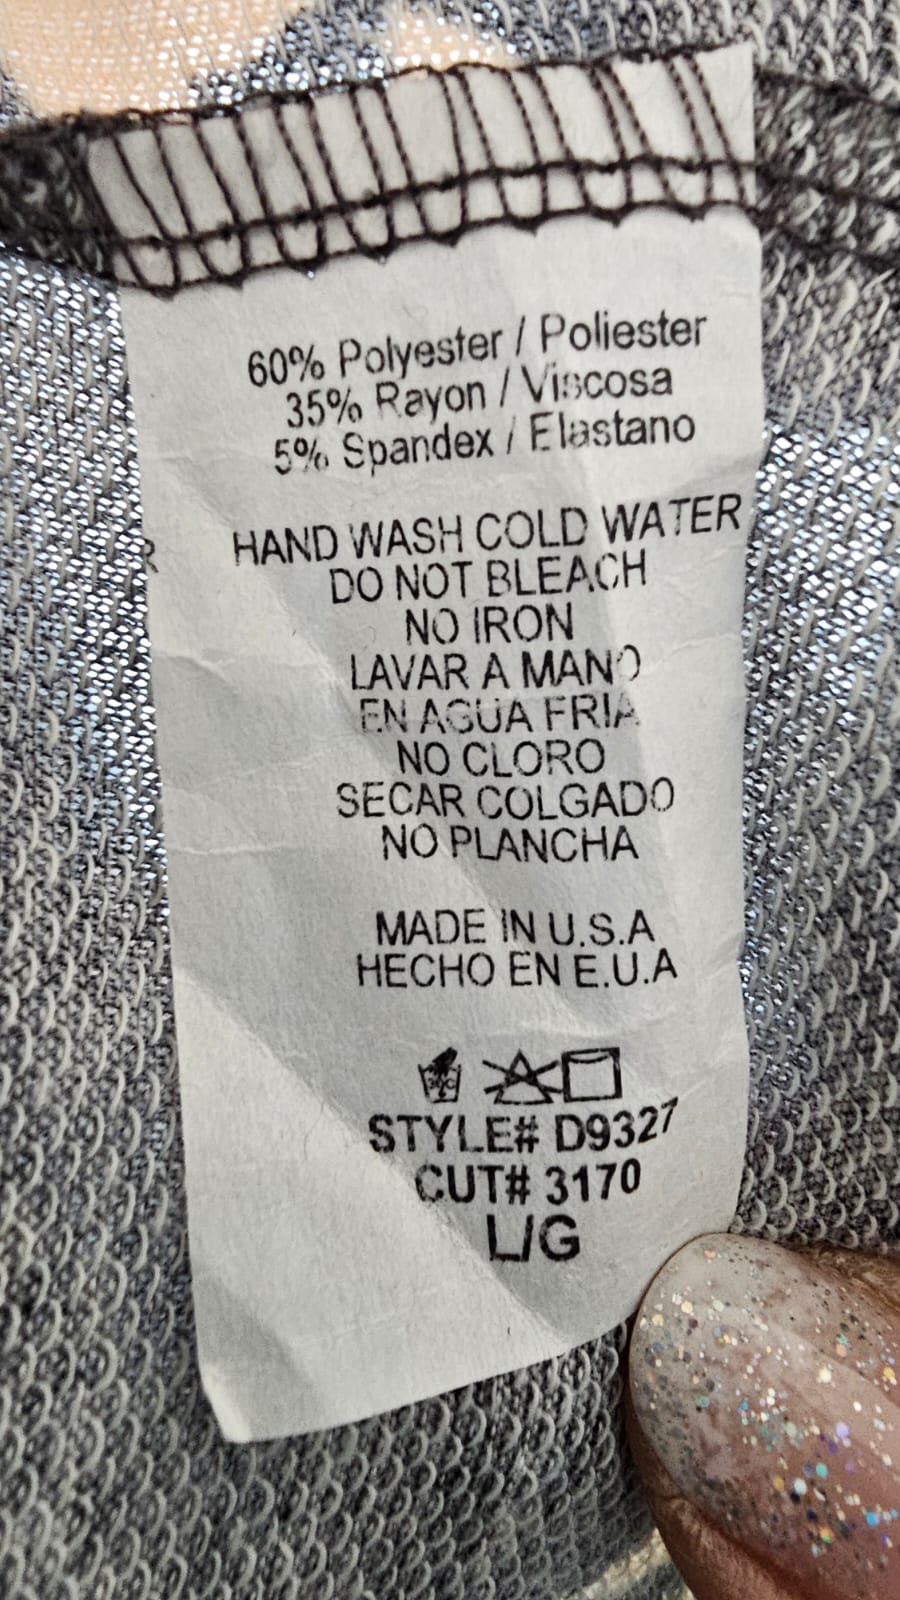 60% Polyester / Poliester
35% Rayon / Viscosa
5% Spandex / Elastano
HAND WASH COLD WATER
DO NOT BLEACH
NO IRON
LAVAR A MANO
EN AGUA FRIA
NO CLORO
SECAR COLGADO
NO PLANCHA
MADE IN U.S.A
HECHO EN E.U.A
STYLE# D9327
CUT# 3170
L/G